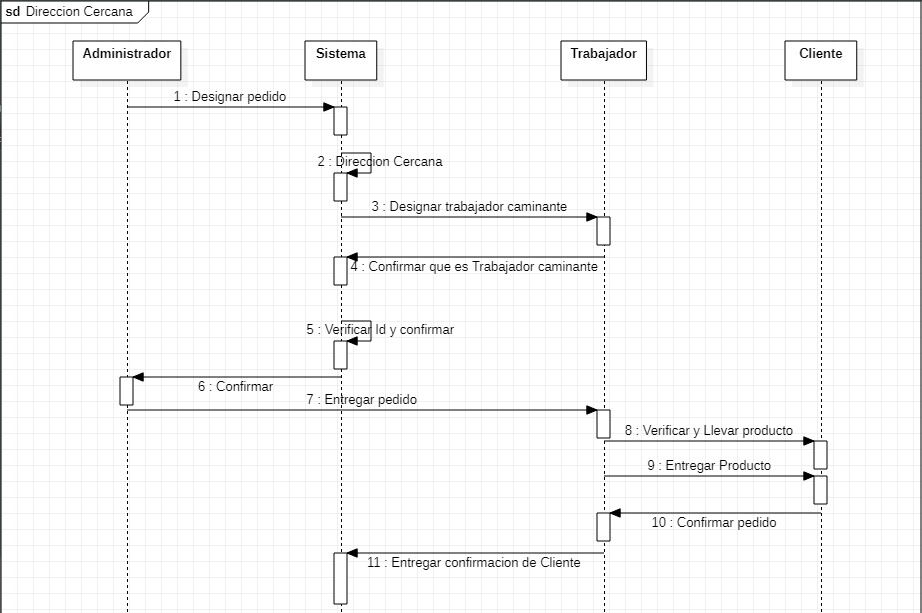 sd Direccion Cercana
Administrador
Sistema
Trabajador
Cliente
1 : Designar pedido
2 : Direccion Cercana
3 : Designar trabajador caminante
4 : Confirmar que es Trabajador caminante
5 : Verificar Id y confirmar
6 : Confirmar
7 : Entregar pedido
8 : Verificar y Llevar producto
9 : Entregar Producto
10 : Confirmar pedido
11 : Entregar confirmacion de Cliente